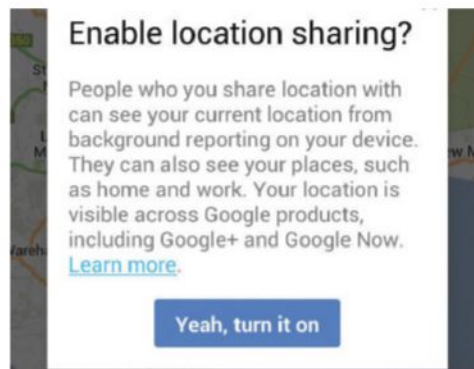 Enable location sharing?
People who you share location with
can see your current location from
background reporting on your device.
They can also see your places, such
as home and work. Your location is
visible across Google products,
including Google+ and Google Now.
Learn more.
Yeah, turn it on